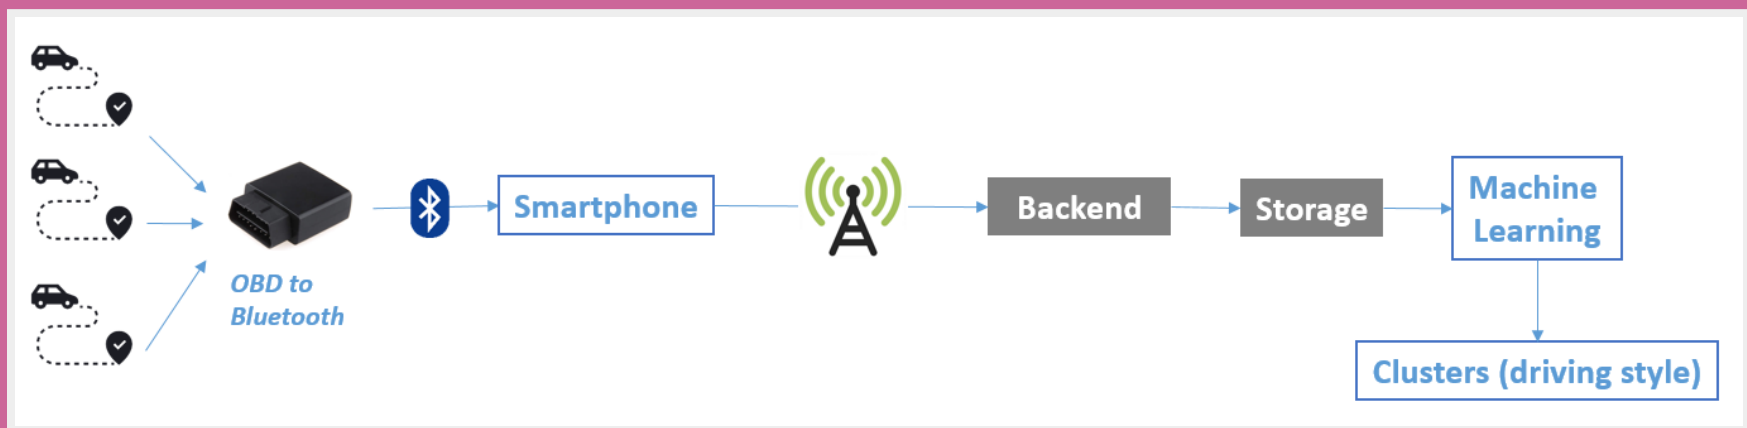 OBD to
Bluetooth
Smartphone
Backend
Storage
Machine
Learning
Clusters (driving style)